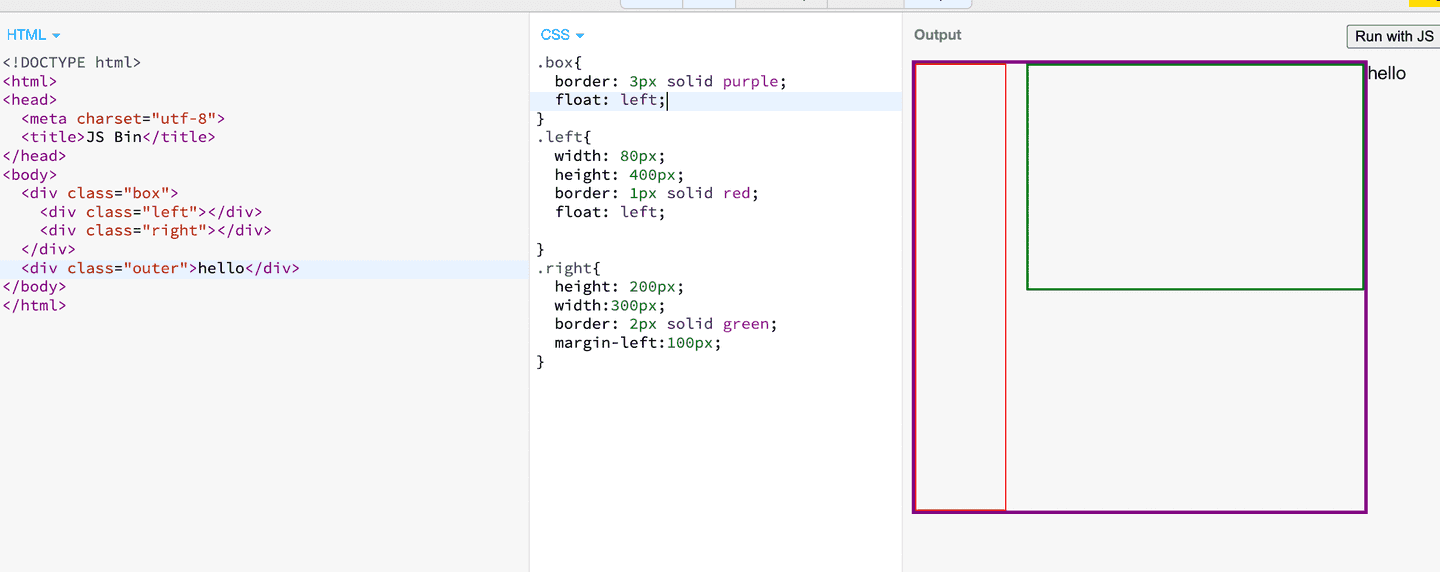 HTML
<!DOCTYPE html>
<html>
<head>
  <meta charset="utf-8">
  <title>JS Bin</title>
</head>
<body>
  <div class="box">
    <div class="left"></div>
    <div class="right"></div>
  </div>
  <div class="outer">hello</div>
</body>
</html>
CSS
.box{
  border: 3px solid purple;
  float: left;
}
.left{
  width: 80px;
  height: 400px;
  border: 1px solid red;
  float: left;

}
.right{
  height: 200px;
  width:300px;
  border: 2px solid green;
  margin-left:100px;
}
Output
Run with JS
hello